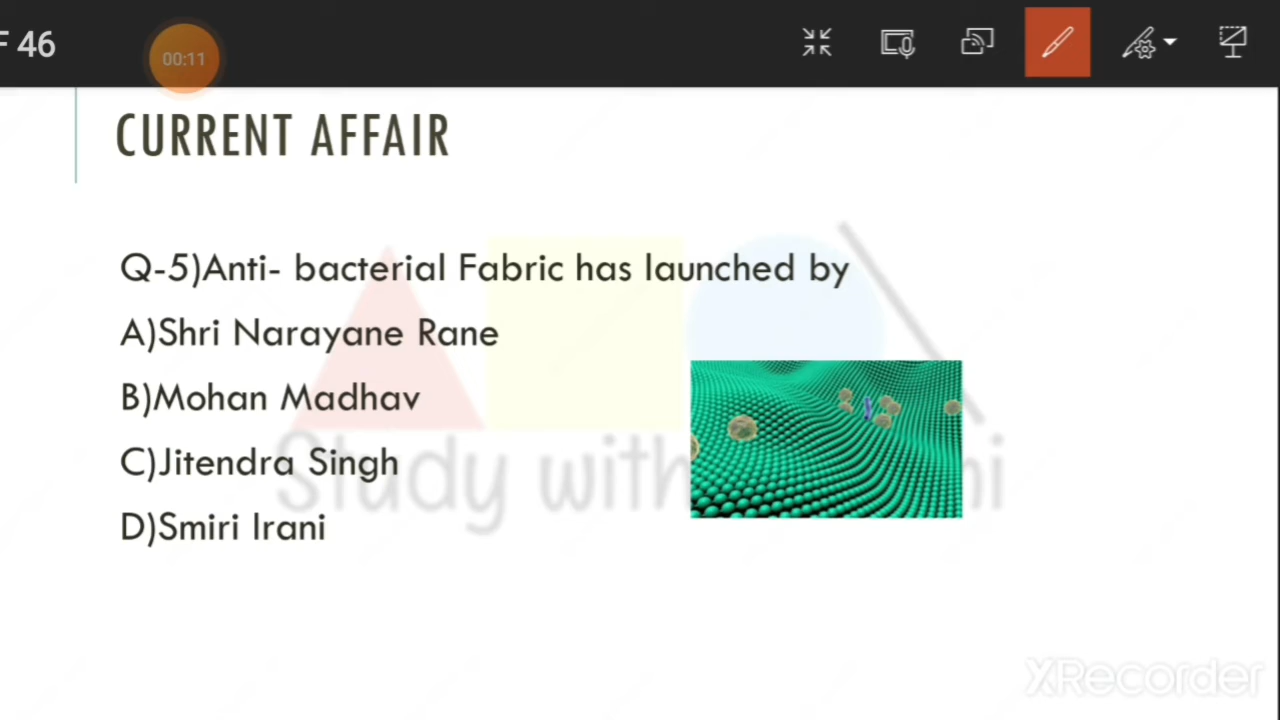 F 46
00:11
CURRENT AFFAIR
Q-5)Anti- bacterial Fabric has launched by
A)Shri Narayane Rane
B)Mohan Madhav
C)Jitendra Singh
D)Smiri Irani
Study with
XRecorder